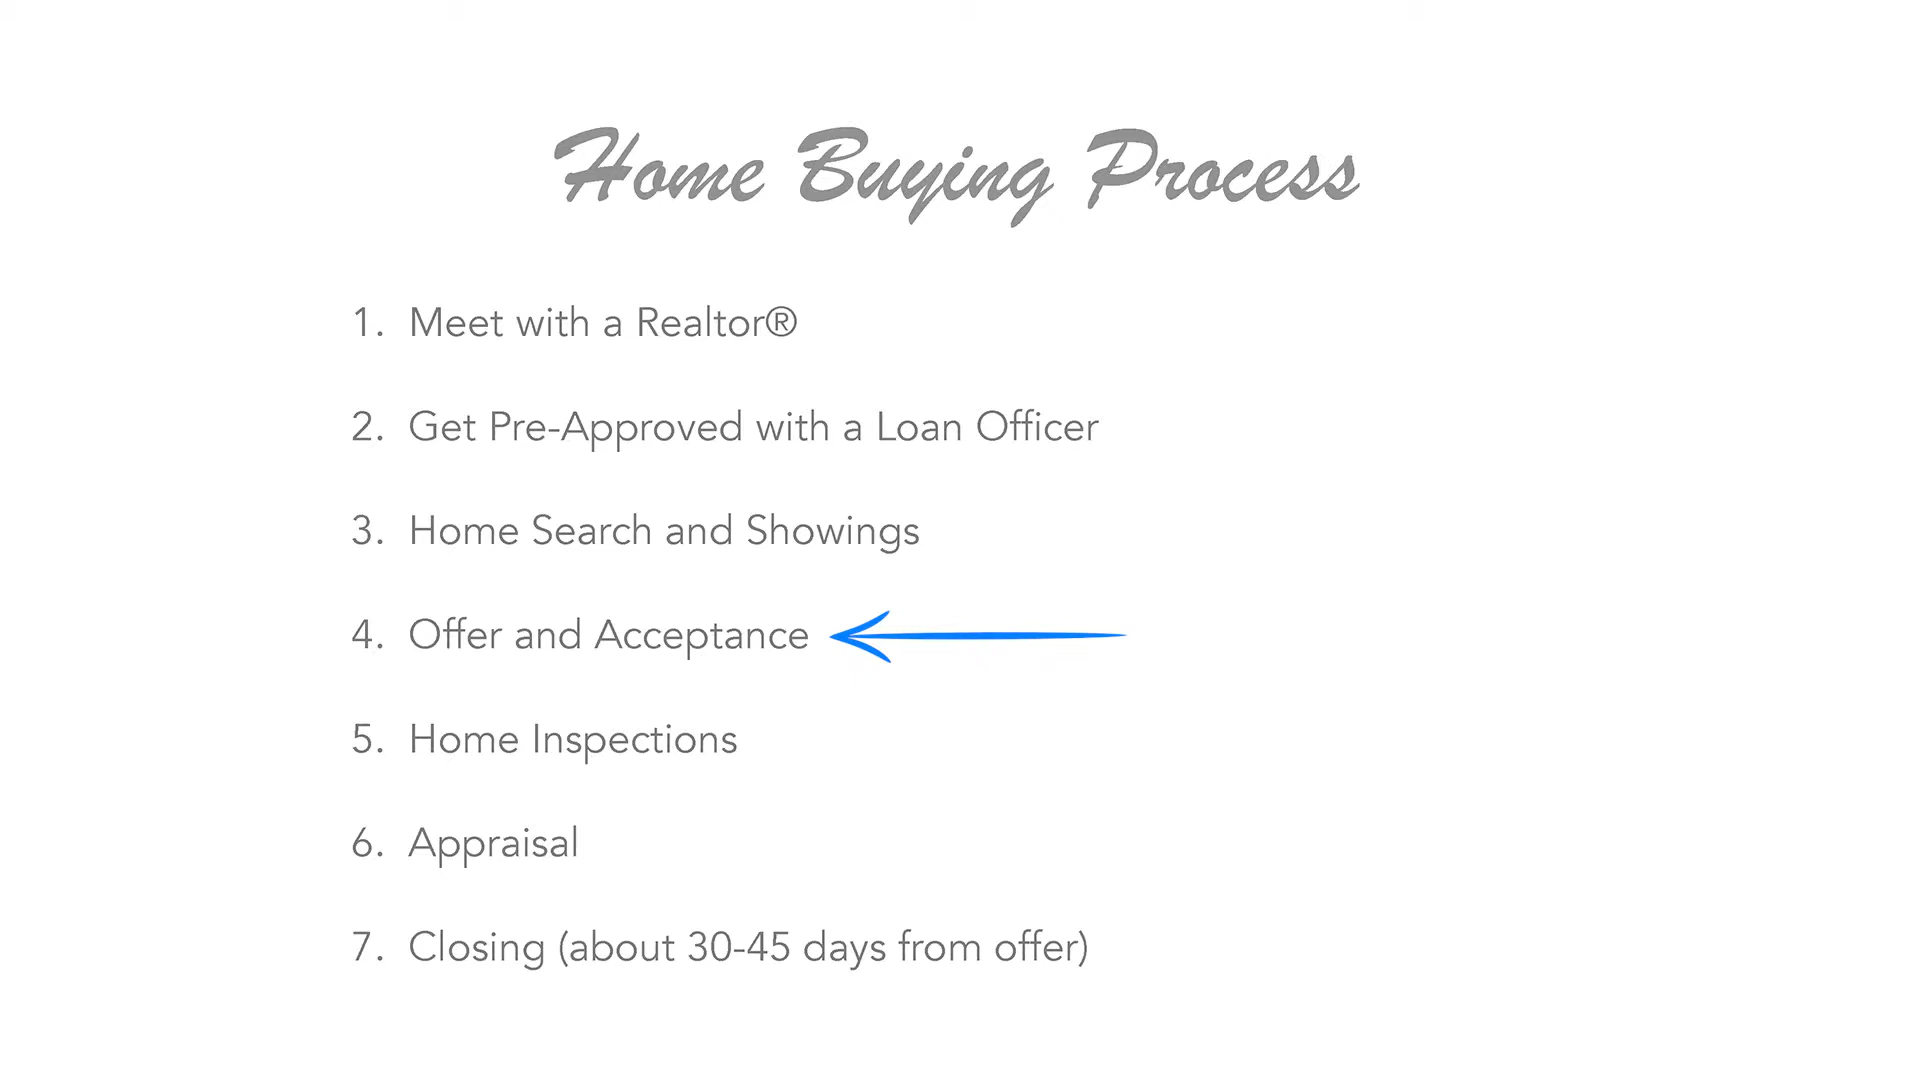 Home Buying Process
1. Meet with a Realtor®
2. Get Pre-Approved with a Loan Officer
3. Home Search and Showings
4. Offer and Acceptance
5. Home Inspections
6. Appraisal
7. Closing (about 30-45 days from offer)